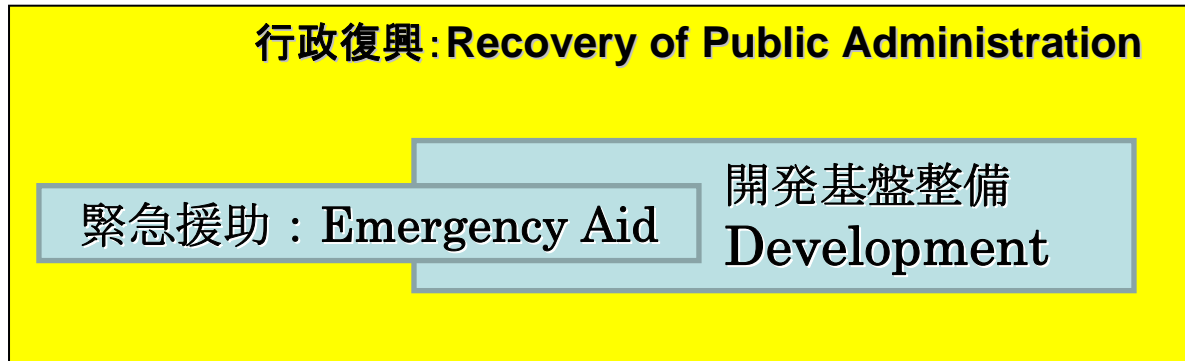 行政復興：Recovery of Public Administration
緊急援助：Emergency Aid
開発基盤整備
Development